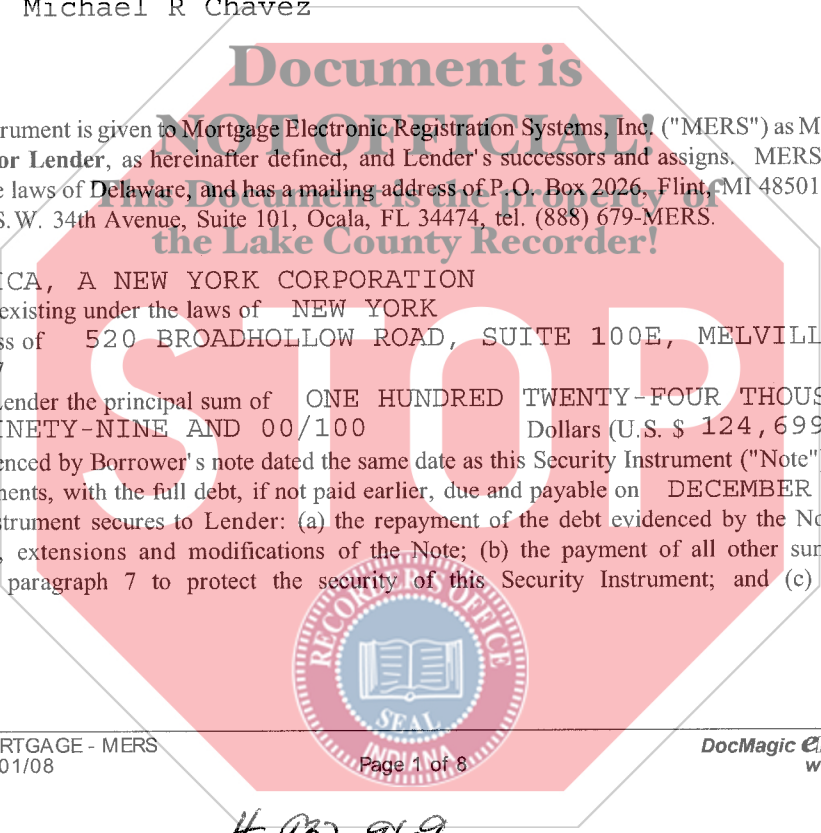 Michael R Chavez
Document is
NOT OFFICIAL!
trument is given to Mortgage Electronic Registration Systems, Inc. ("MERS") as M
or Lender, as hereinafter defined, and Lender's successors and assigns. MERS
e laws of Delaware, and has a mailing address of P.O. Box 2026, Flint, MI 48501
This Document is the property of
S.W. 34th Avenue, Suite 101, Ocala, FL 34474, tel. (888) 679-MERS.
the Lake County Recorder!
ICA, A NEW YORK CORPORATION
existing under the laws of NEW YORK
ss of 520 BROADHOLLOW ROAD, SUITE 100E, MELVILL
7
STOP
Lender the principal sum of ONE HUNDRED TWENTY-FOUR THOUS
INETY-NINE AND 00/100 Dollars (U.S. $ 124,699
enced by Borrower's note dated the same date as this Security Instrument ("Note")
nents, with the full debt, if not paid earlier, due and payable on DECEMBER
strument secures to Lender: (a) the repayment of the debt evidenced by the No
, extensions and modifications of the Note; (b) the payment of all other sum
paragraph 7 to protect the security of this Security Instrument; and (c)
RECORDER'S OFFICE
SEAL
INDIANA
RTGAGE - MERS DocMagic
01/08 Page 1 of 8 w